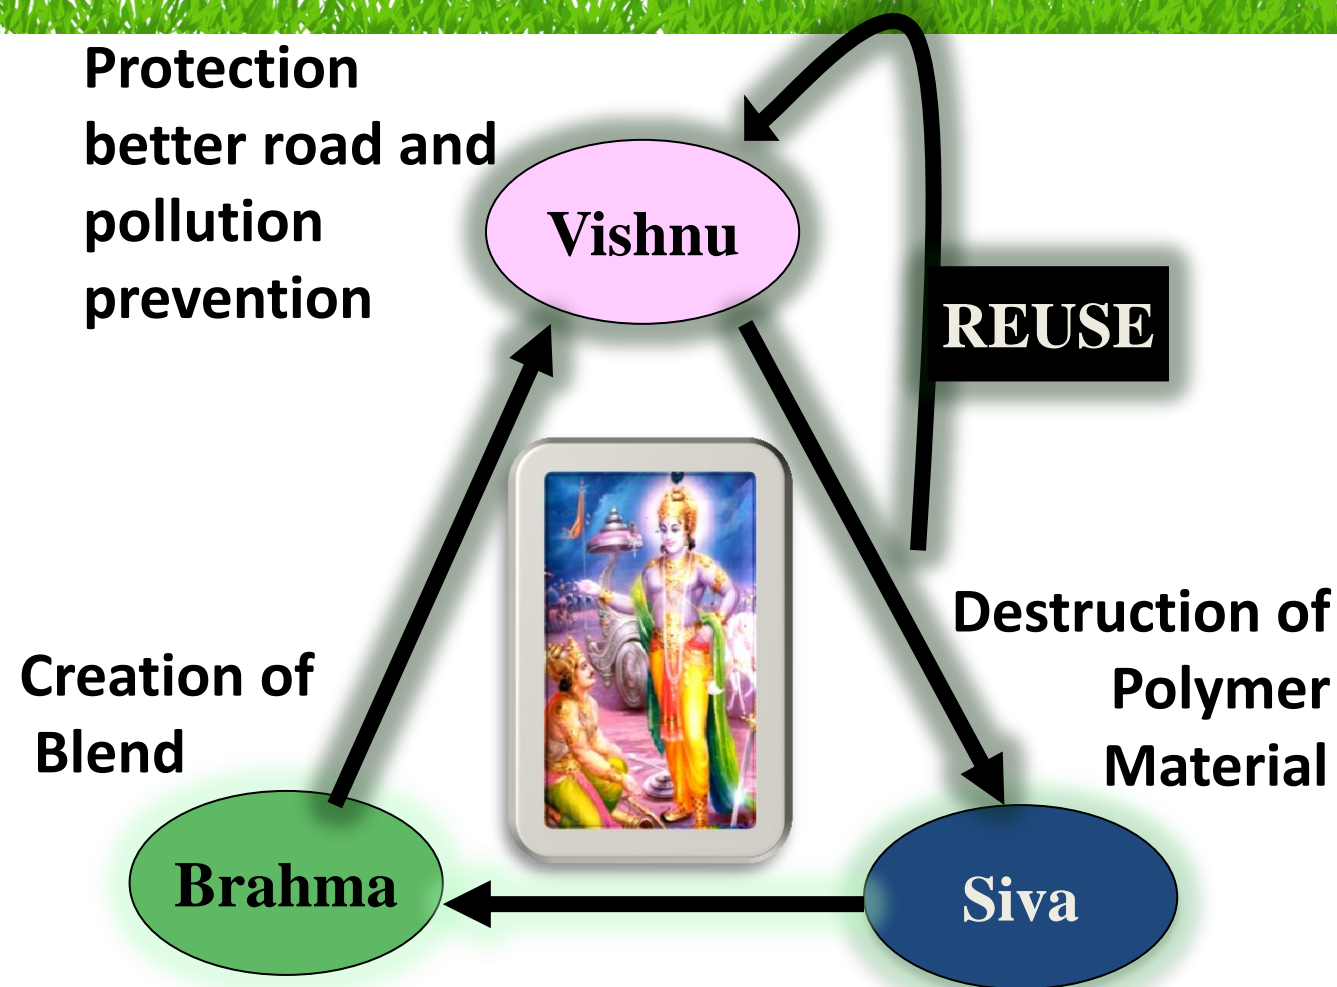 Protection
better road and
pollution
prevention
Vishnu
REUSE
Destruction of
Polymer
Material
Creation of
Blend
Brahma
Siva